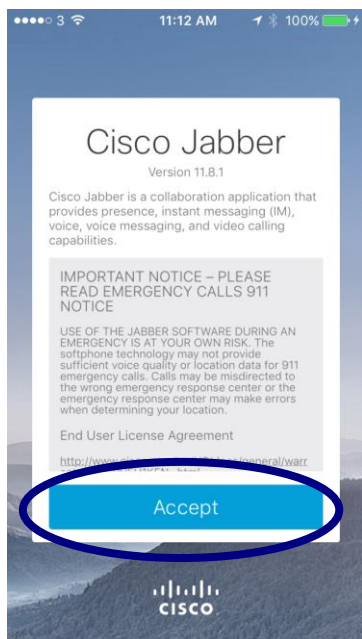 3 11:12 AM 100%
Cisco Jabber
Version 11.8.1
Cisco Jabber is a collaboration application that
provides presence, instant messaging (IM),
voice, voice messaging, and video calling
capabilities.
IMPORTANT NOTICE – PLEASE
READ EMERGENCY CALLS 911
NOTICE
USE OF THE JABBER SOFTWARE DURING AN
EMERGENCY IS AT YOUR OWN RISK. The
softphone technology may not provide
sufficient voice quality or location data for 911
emergency calls. Calls may be misdirected to
the wrong emergency response center or the
emergency response center may make errors
when determining your location.
End User License Agreement
Accept
CISCO